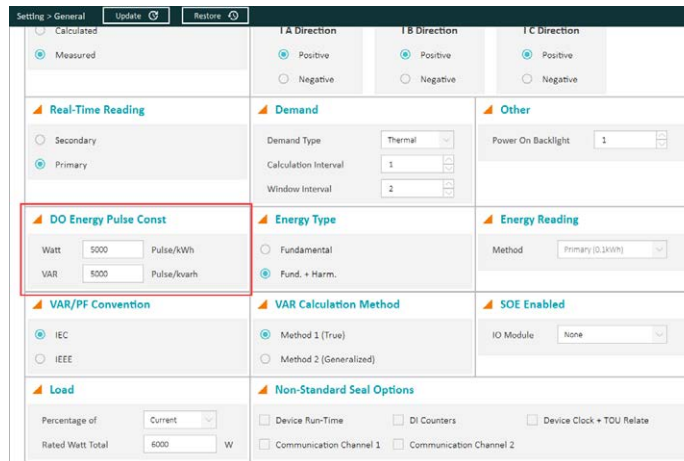 Setting > General Update Restore
Calculated
Measured
I A Direction
Positive
Negative
I B Direction
Positive
Negative
I C Direction
Positive
Negative
Real-Time Reading
Secondary
Primary
Demand
Demand Type Thermal
Calculation Interval 1
Window Interval 2
Other
Power On Backlight 1
DO Energy Pulse Const
Watt 5000 Pulse/kWh
VAR 5000 Pulse/kvarh
Energy Type
Fundamental
Fund. + Harm.
Energy Reading
Method Primary (0.1kWh)
VAR/PF Convention
IEC
IEEE
VAR Calculation Method
Method 1 (True)
Method 2 (Generalized)
SOE Enabled
IO Module None
Load
Percentage of Current
Rated Watt Total 6000 W
Non-Standard Seal Options
Device Run-Time DI Counters Device Clock + TOU Relate
Communication Channel 1 Communication Channel 2